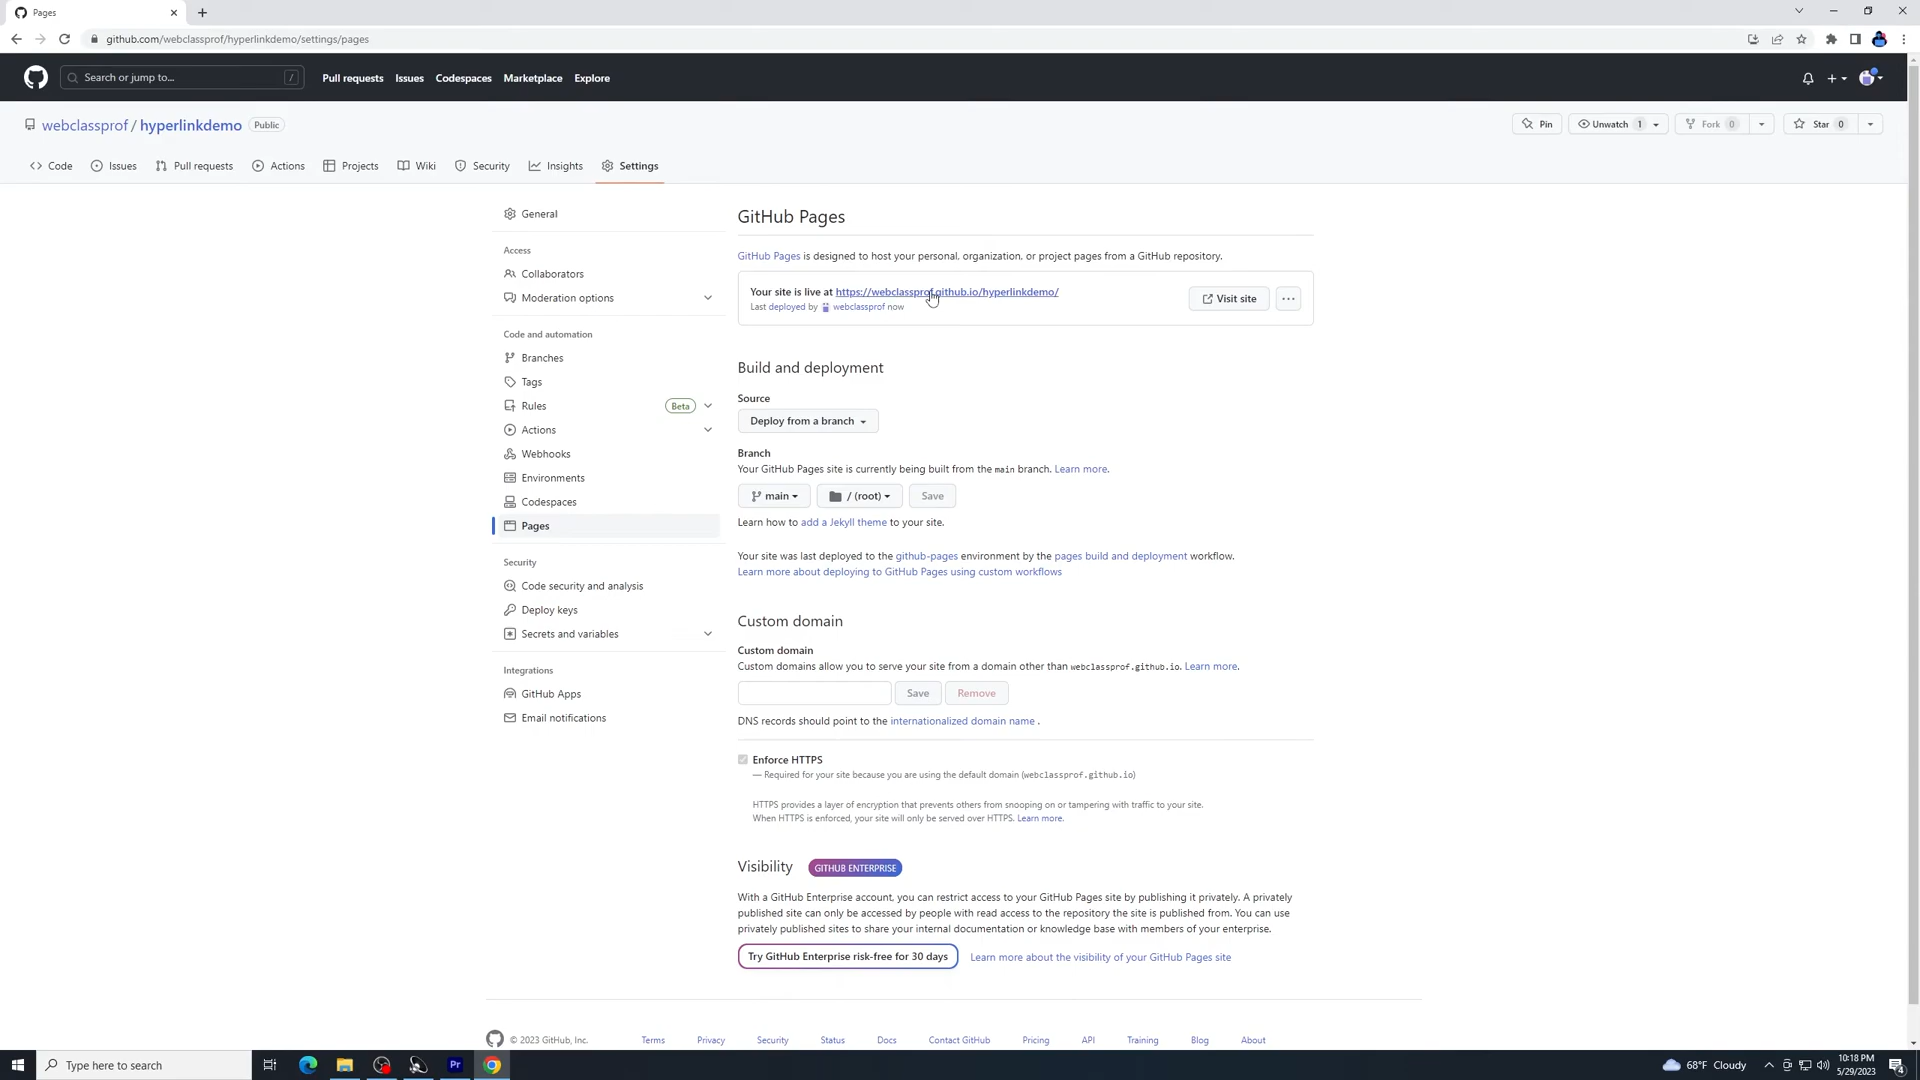 Pages
github.com/webclassprof/hyperlinkdemo/settings/pages
Search or jump to... /
Pull requests Issues Codespaces Marketplace Explore
webclassprof / hyperlinkdemo Public
Pin Unwatch 1 Fork 0 Star 0
Code Issues Pull requests Actions Projects Wiki Security Insights Settings
General
Access
Collaborators
Moderation options
Code and automation
Branches
Tags
Rules Beta
Actions
Webhooks
Environments
Codespaces
Pages
Security
Code security and analysis
Deploy keys
Secrets and variables
Integrations
GitHub Apps
Email notifications
GitHub Pages
GitHub Pages is designed to host your personal, organization, or project pages from a GitHub repository.
Your site is live at https://webclassprof.github.io/hyperlinkdemo/
Last deployed by webclassprof now
Visit site
Build and deployment
Source
Deploy from a branch
Branch
Your GitHub Pages site is currently being built from the main branch. Learn more.
main / (root) Save
Learn how to add a Jekyll theme to your site.
Your site was last deployed to the github-pages environment by the pages build and deployment workflow.
Learn more about deploying to GitHub Pages using custom workflows
Custom domain
Custom domain
Custom domains allow you to serve your site from a domain other than webclassprof.github.io. Learn more.
Save Remove
DNS records should point to the internationalized domain name .
Enforce HTTPS
— Required for your site because you are using the default domain (webclassprof.github.io)
HTTPS provides a layer of encryption that prevents others from snooping on or tampering with traffic to your site.
When HTTPS is enforced, your site will only be served over HTTPS. Learn more.
Visibility GITHUB ENTERPRISE
With a GitHub Enterprise account, you can restrict access to your GitHub Pages site by publishing it privately. A privately
published site can only be accessed by people with read access to the repository the site is published from. You can use
privately published sites to share your internal documentation or knowledge base with members of your enterprise.
Try GitHub Enterprise risk-free for 30 days Learn more about the visibility of your GitHub Pages site
© 2023 GitHub, Inc. Terms Privacy Security Status Docs Contact GitHub Pricing API Training Blog About
Type here to search
Pr
68°F Cloudy
10:18 PM
5/29/2023
4